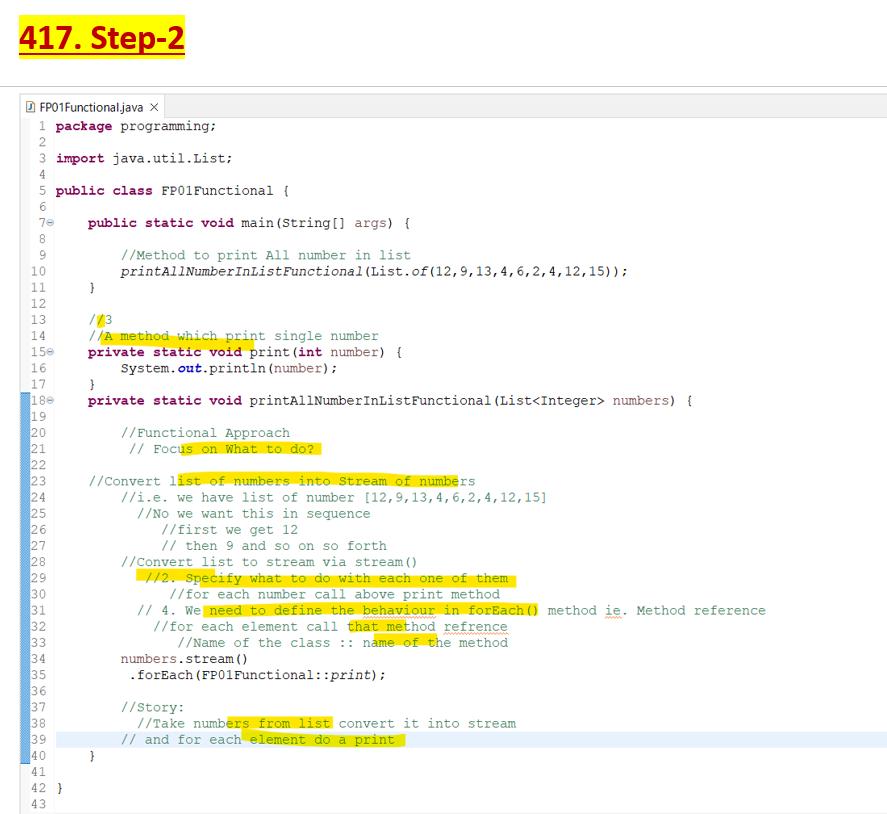 417. Step-2
FP01Functional.java
1 package programming;
2
3 import java.util.List;
4
5 public class FP01Functional {
6
7 public static void main(String[] args) {
8
9 //Method to print All number in list
10 printAllNumberInListFunctional(List.of(12,9,13,4,6,2,4,12,15));
11 }
12
13 //3
14 //A method which print single number
15 private static void print(int number) {
16 System.out.println(number);
17 }
18 private static void printAllNumberInListFunctional(List<Integer> numbers) {
19
20 //Functional Approach
21 // Focus on What to do?
22
23 //Convert list of numbers into Stream of numbers
24 //i.e. we have list of number [12,9,13,4,6,2,4,12,15]
25 //No we want this in sequence
26 //first we get 12
27 // then 9 and so on so forth
28 //Convert list to stream via stream()
29 //2. Specify what to do with each one of them
30 //for each number call above print method
31 // 4. We need to define the behaviour in forEach() method ie. Method reference
32 //for each element call that method refrence
33 //Name of the class :: name of the method
34 numbers.stream()
35 .forEach(FP01Functional::print);
36
37 //Story:
38 //Take numbers from list convert it into stream
39 // and for each element do a print
40 }
41
42 }
43